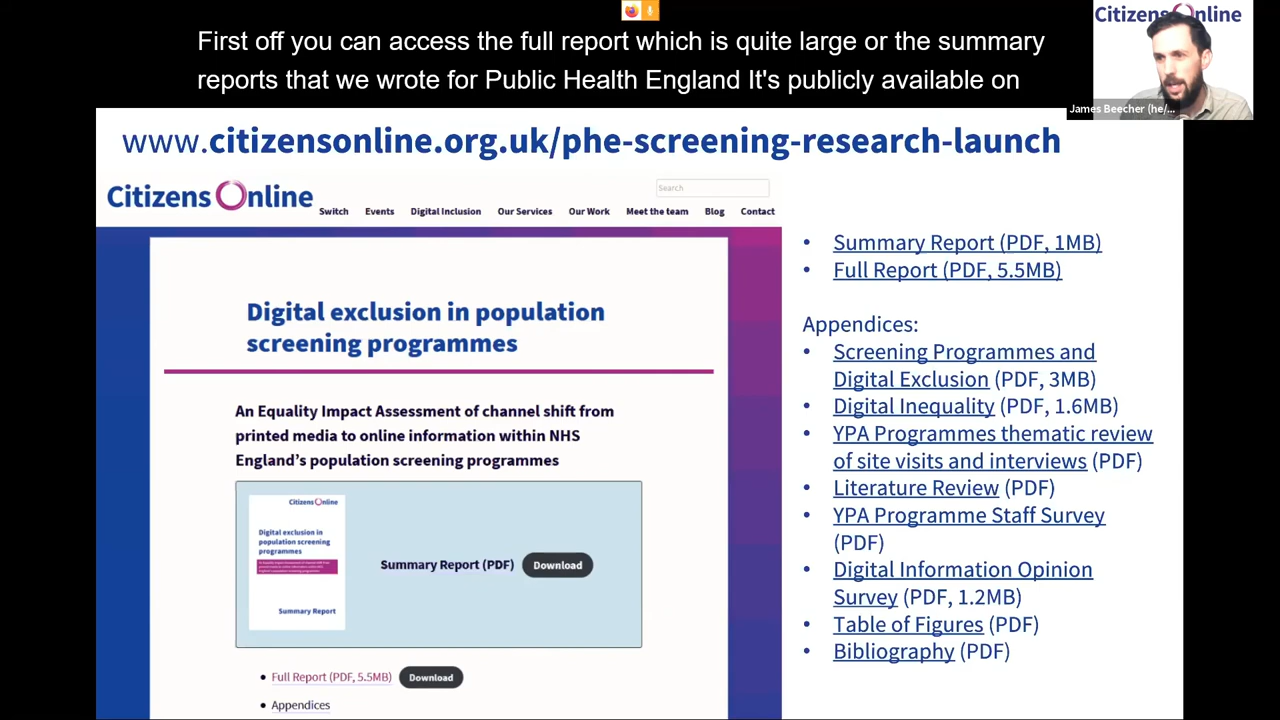 First off you can access the full report which is quite large or the summary
reports that we wrote for Public Health England It's publicly available on
Citizens Online
James Beecher (he/...
www.citizensonline.org.uk/phe-screening-research-launch
Citizens Online
Search
Switch Events Digital Inclusion Our Services Our Work Meet the team Blog Contact
Digital exclusion in population
screening programmes
An Equality Impact Assessment of channel shift from
printed media to online information within NHS
England’s population screening programmes
Citizens Online
Digital exclusion in
population screening
programmes
Summary Report
Summary Report (PDF) Download
• Full Report (PDF, 5.5MB) Download
• Appendices
• Summary Report (PDF, 1MB)
• Full Report (PDF, 5.5MB)
Appendices:
• Screening Programmes and
Digital Exclusion (PDF, 3MB)
• Digital Inequality (PDF, 1.6MB)
• YPA Programmes thematic review
of site visits and interviews (PDF)
• Literature Review (PDF)
• YPA Programme Staff Survey
(PDF)
• Digital Information Opinion
Survey (PDF, 1.2MB)
• Table of Figures (PDF)
• Bibliography (PDF)